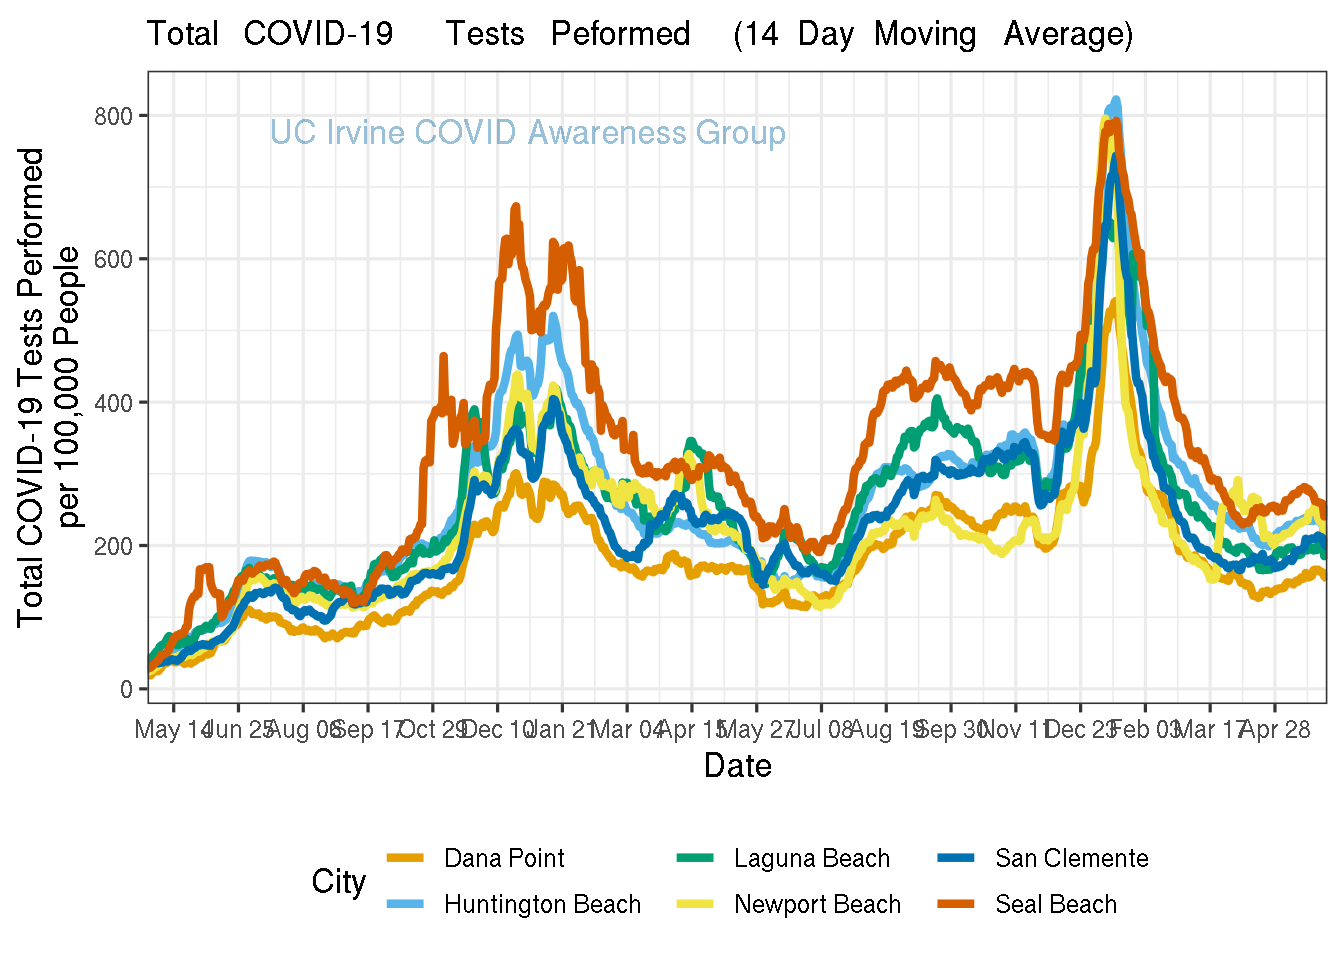 Total COVID-19 Tests Peformed (14 Day Moving Average)
UC Irvine COVID Awareness Group
Total COVID-19 Tests Performed
per 100,000 People
800
600
400
200
0
May 14 Jun 25 Aug 06 Sep 17 Oct 29 Dec 10 Jan 21 Mar 04 Apr 15 May 27 Jul 08 Aug 19 Sep 30 Nov 11 Dec 23 Feb 03 Mar 17 Apr 28
Date
City
Dana Point Laguna Beach San Clemente
Huntington Beach Newport Beach Seal Beach